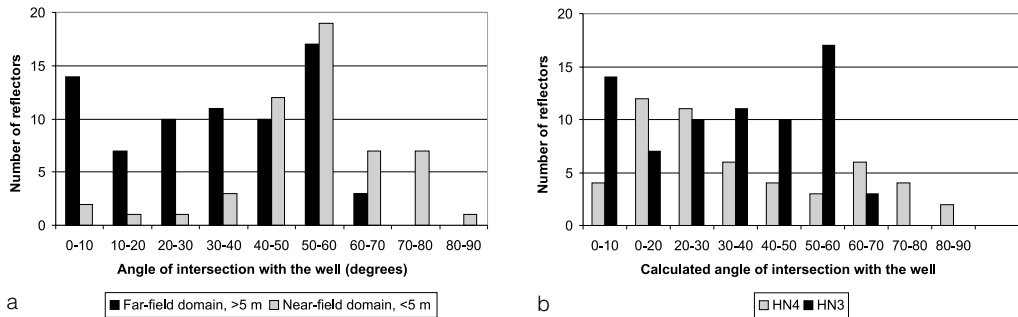 20
15
10
5
0
Number of reflectors
0-10 10-20 20-30 30-40 40-50 50-60 60-70 70-80 80-90
Angle of intersection with the well (degrees)
Far-field domain, >5 m Near-field domain, <5 m
a
20
15
10
5
0
Number of reflectors
0-10 0-20 20-30 30-40 40-50 50-60 60-70 70-80 80-90
Calculated angle of intersection with the well
HN4 HN3
b